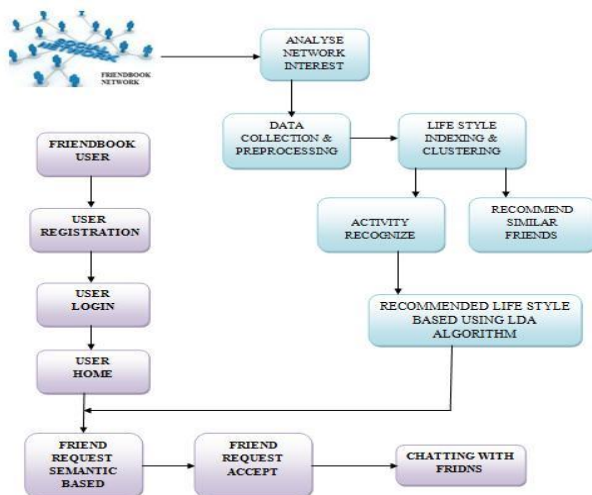 FRIENDBOOK
NETWORK
ANALYSE
NETWORK
INTEREST
DATA
COLLECTION &
PREPROCESSING
LIFE STYLE
INDEXING &
CLUSTERING
FRIENDBOOK
USER
USER
REGISTRATION
ACTIVITY
RECOGNIZE
RECOMMEND
SIMILAR
FRIENDS
USER
LOGIN
RECOMMENDED LIFE STYLE
BASED USING LDA
ALGORITHM
USER
HOME
FRIEND
REQUEST
SEMANTIC
BASED
FRIEND
REQUEST
ACCEPT
CHATTING WITH
FRIDNS